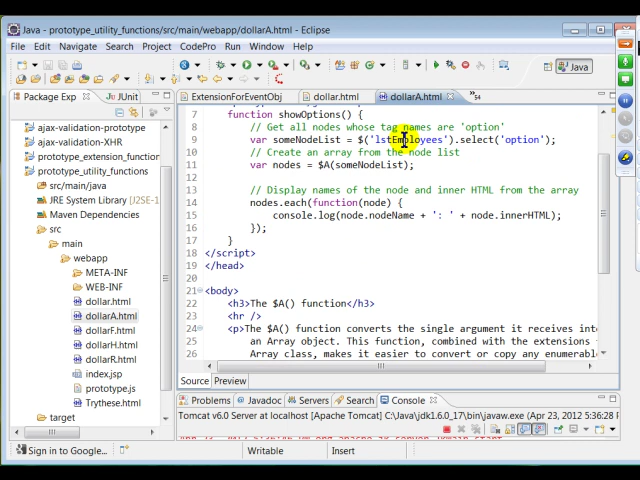 Java - prototype_utility_functions/src/main/webapp/dollarA.html - Eclipse
File Edit Navigate Search Project CodePro Run Window Help
Java
Package Exp JUnit
ExtensionForEventObj dollar.html dollarA.html 54
ajax-validation-prototype
ajax-validation-XHR
prototype_extension_function
prototype_utility_functions
src/main/java
JRE System Library [J2SE-1
Maven Dependencies
src
main
webapp
META-INF
WEB-INF
dollar.html
dollarA.html
dollarF.html
dollarH.html
dollarR.html
index.jsp
prototype.js
Trythese.html
target
7 function showOptions() {
8 // Get all nodes whose tag names are 'option'
9 var someNodeList = $('lstEmployees').select('option');
10 // Create an array from the node list
11 var nodes = $A(someNodeList);
12
13 // Display names of the node and inner HTML from the array
14 nodes.each(function(node) {
15 console.log(node.nodeName + ': ' + node.innerHTML);
16 });
17 }
18 </script>
19 </head>
20
21 <body>
22 <h3>The $A() function</h3>
23 <hr />
24 <p>The $A() function converts the single argument it receives into
25 an Array object. This function, combined with the extensions
26 Array class, makes it easier to convert or copy any enumerable
Source Preview
Problems Javadoc Servers Search Console
Tomcat v6.0 Server at localhost [Apache Tomcat] C:\Java\jdk1.6.0_17\bin\javaw.exe (Apr 23, 2012 5:36:28 P
Sign in to Google...
Writable
Insert